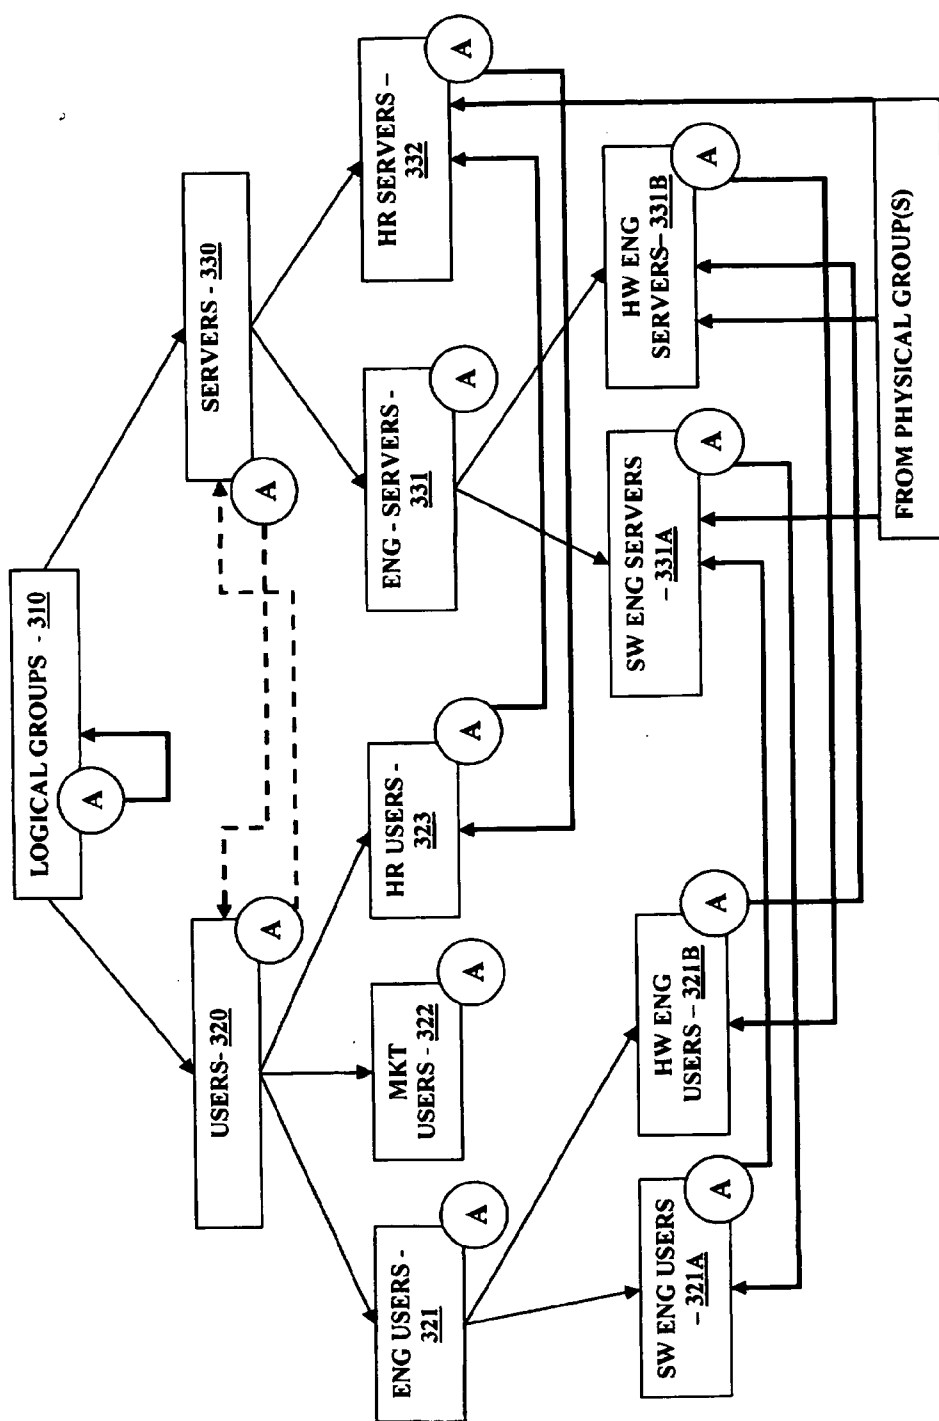 LOGICAL GROUPS - 310
A
USERS- 320
A
SERVERS - 330
A
ENG USERS -
321
A
MKT
USERS - 322
A
HR USERS -
323
A
ENG - SERVERS -
331
A
HR SERVERS –
332
A
SW ENG USERS
– 321A
A
HW ENG
USERS – 321B
A
SW ENG SERVERS
– 331A
A
HW ENG
SERVERS– 331B
A
FROM PHYSICAL GROUP(S)